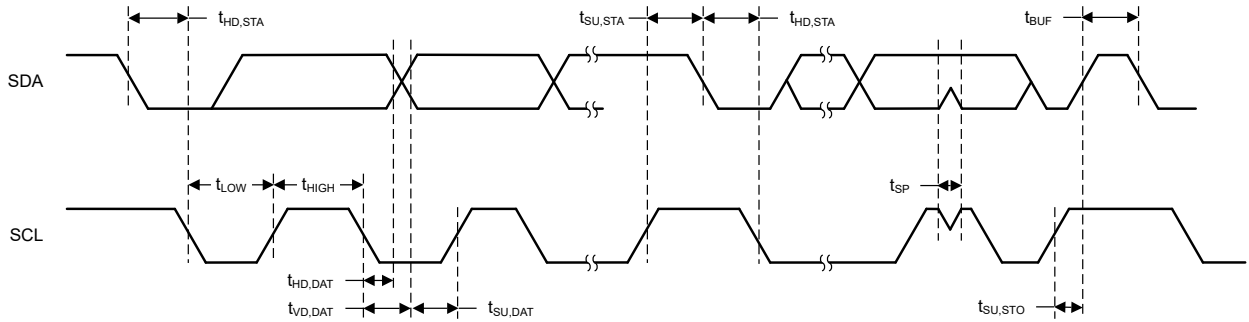 tHD,STA
tSU,STA
tHD,STA
tBUF
SDA
tLOW
tHIGH
tSP
SCL
tHD,DAT
tVD,DAT
tSU,DAT
tSU,STO